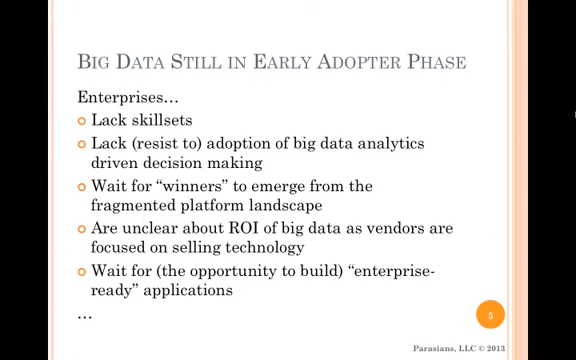 BIG DATA STILL IN EARLY ADOPTER PHASE
Enterprises…
Lack skillsets
Lack (resist to) adoption of big data analytics
driven decision making
Wait for “winners” to emerge from the
fragmented platform landscape
Are unclear about ROI of big data as vendors are
focused on selling technology
Wait for (the opportunity to build) “enterprise-
ready” applications
…
5
Parasians, LLC © 2013